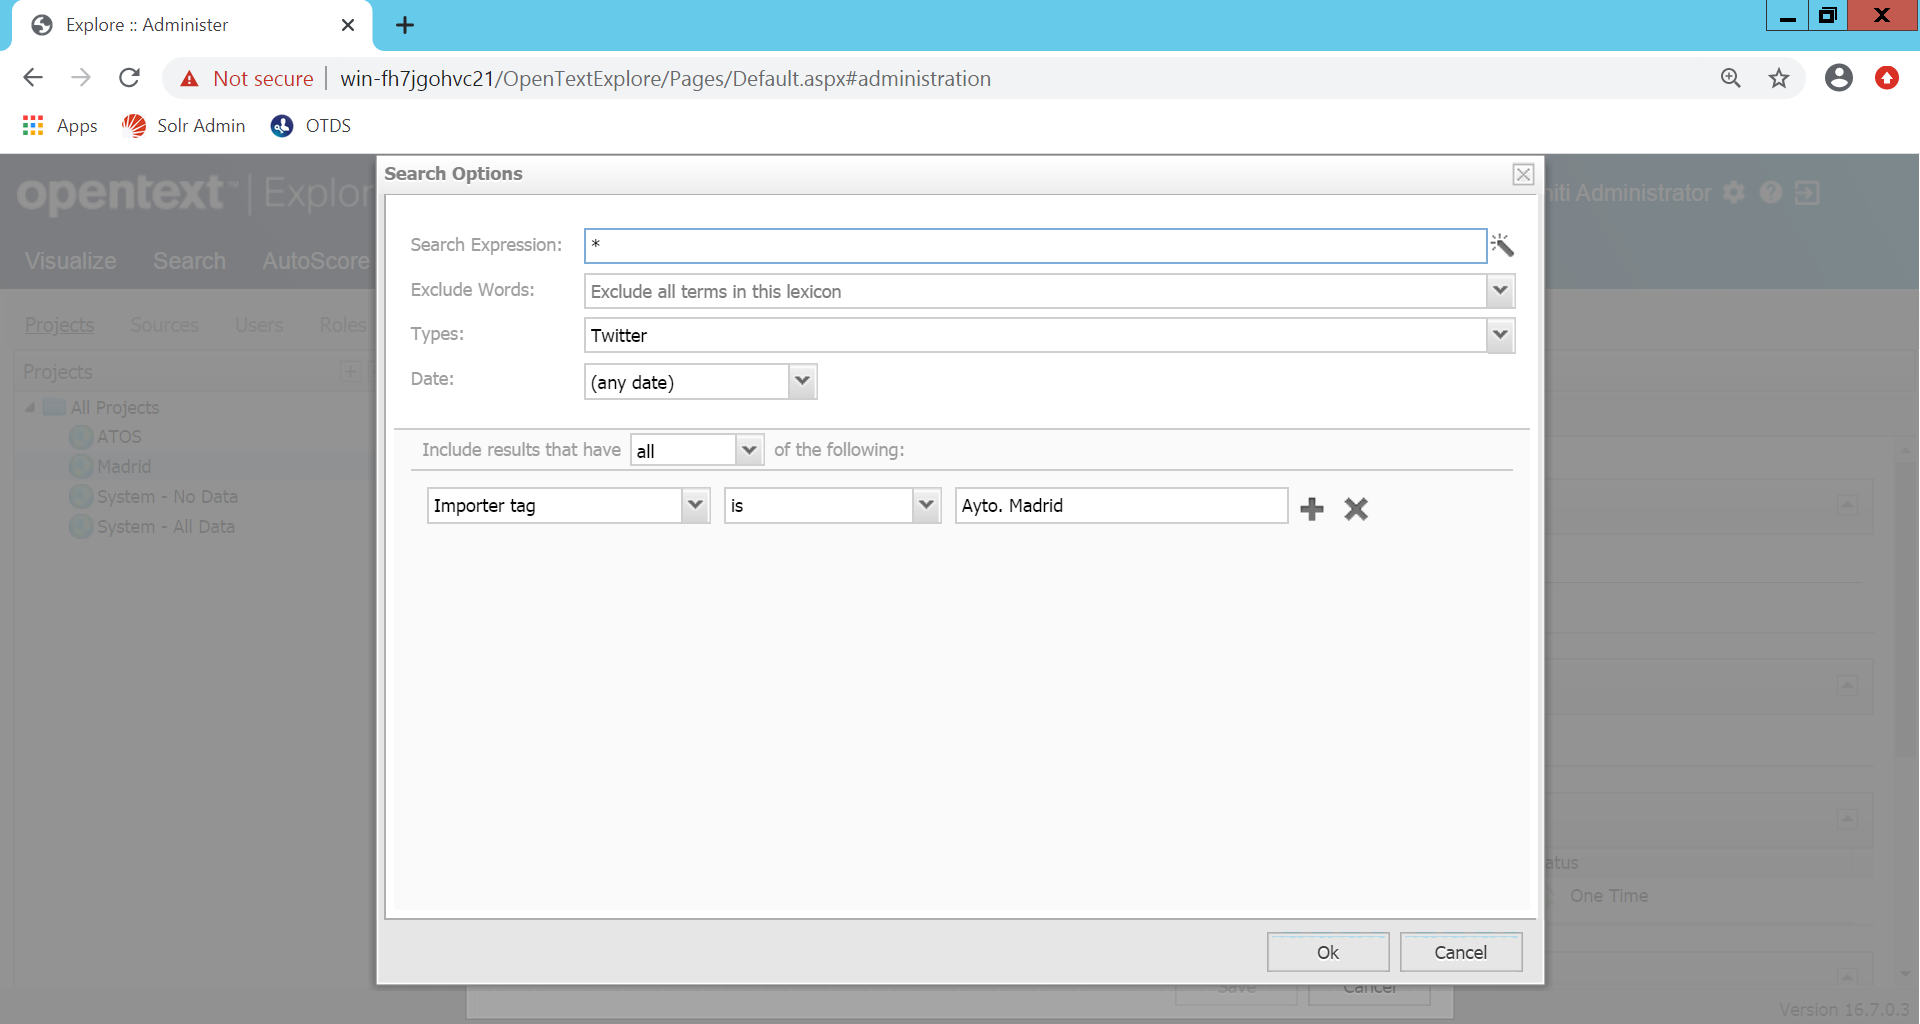 Explore :: Administer
Not secure | win-fh7jgohvc21/OpenTextExplore/Pages/Default.aspx#administration
Apps Solr Admin OTDS
Search Options
opentext™ | Explor
Administrator
Visualize Search AutoScore
Search Expression: *
Exclude Words: Exclude all terms in this lexicon
Types: Twitter
Date: (any date)
Projects Sources Users Roles
Projects
All Projects
ATOS
Madrid
System - No Data
System - All Data
Include results that have all of the following:
Importer tag is Ayto. Madrid
atus
One Time
Ok Cancel
Save Cancel
Version 16.7.0.3